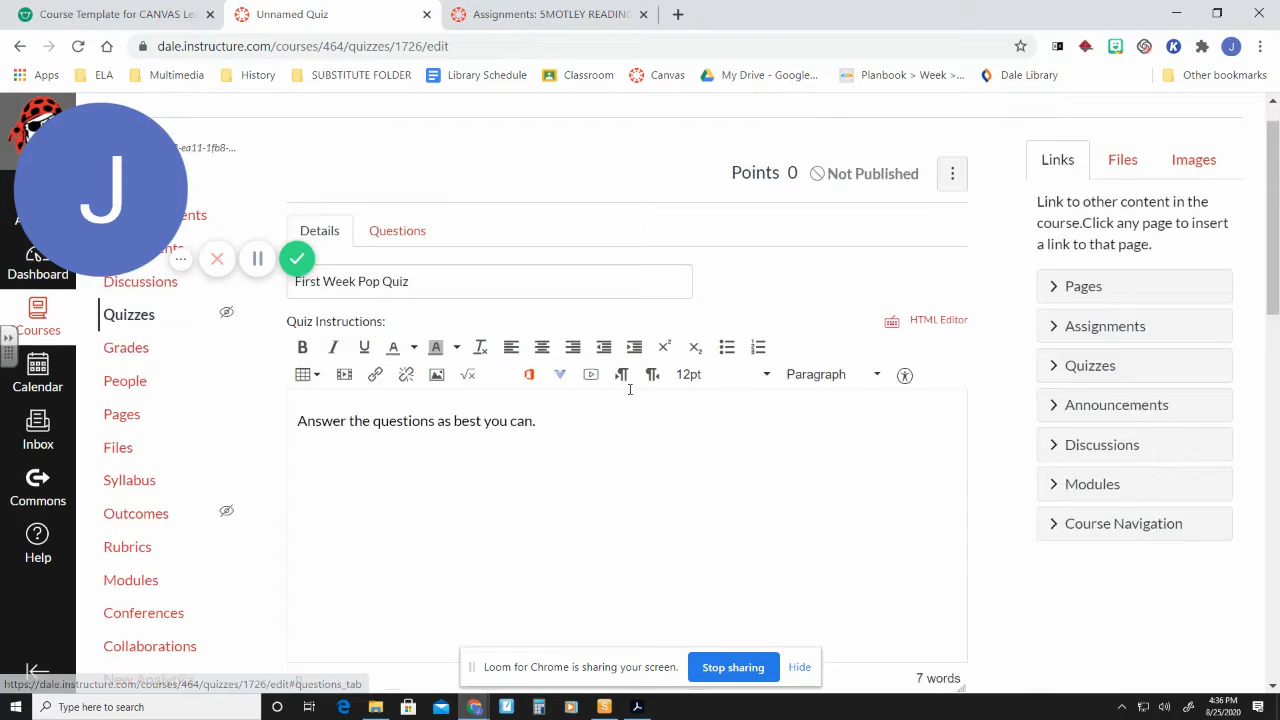 Course Template for CANVAS Le
Unnamed Quiz
Assignments: SMOTLEY READING
dale.instructure.com/courses/464/quizzes/1726/edit
K
J
Apps
ELA
Multimedia
History
SUBSTITUTE FOLDER
Library Schedule
Classroom
Canvas
My Drive - Google...
Plantbook > Week >...
Dale Library
Other bookmarks
J
-ea11-1fb8-...
Points 0
Not Published
Links
Files
Images
Link to other content in the
course.Click any page to insert
a link to that page.
Details
Questions
First Week Pop Quiz
Quiz Instructions:
HTML Editor
12pt
Paragraph
Answer the questions as best you can.
7 words
Pages
Assignments
Quizzes
Announcements
Discussions
Modules
Course Navigation
Dashboard
Courses
Calendar
Inbox
Commons
Help
ents
Discussions
Quizzes
Grades
People
Pages
Files
Syllabus
Outcomes
Rubrics
Modules
Conferences
Collaborations
New Analytics
https://dale.instructure.com/courses/464/quizzes/1726/edit#questions_tab
Loom for Chrome is sharing your screen.
Stop sharing
Hide
Type here to search
4:36 PM
8/25/2020